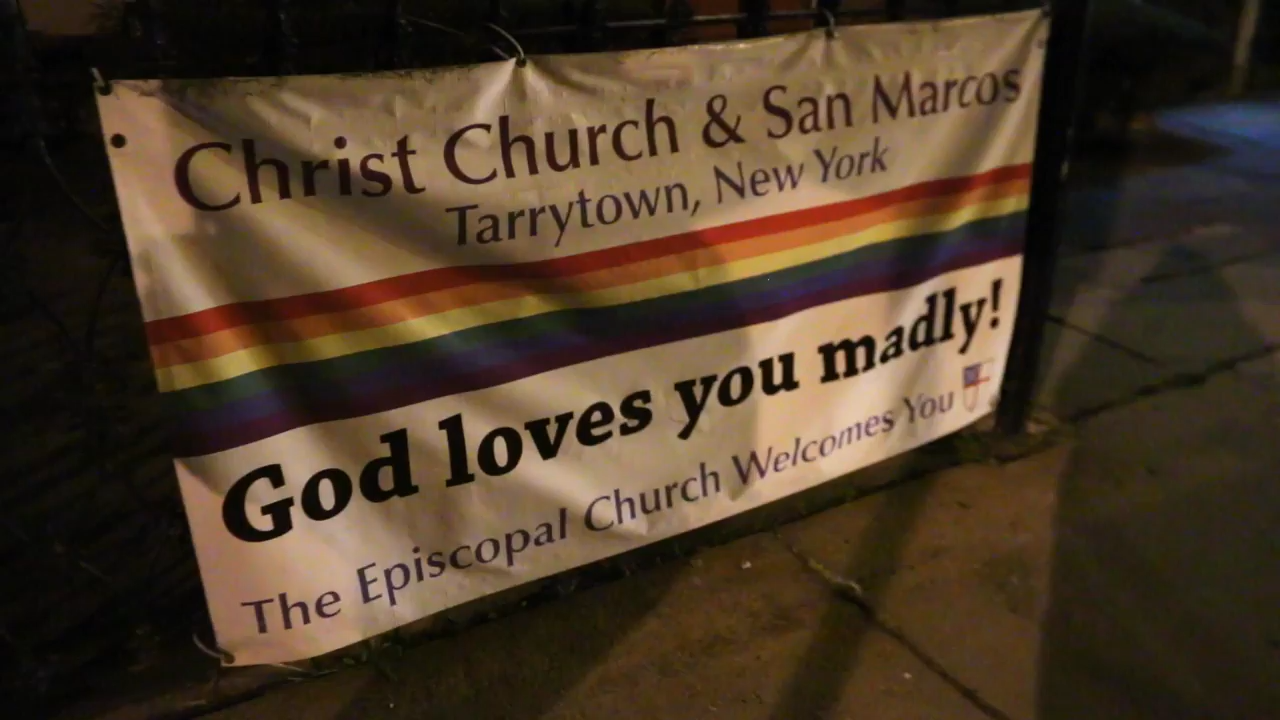 Christ Church & San Marcos
Tarrytown, New York
God loves you madly!
The Episcopal Church Welcomes You